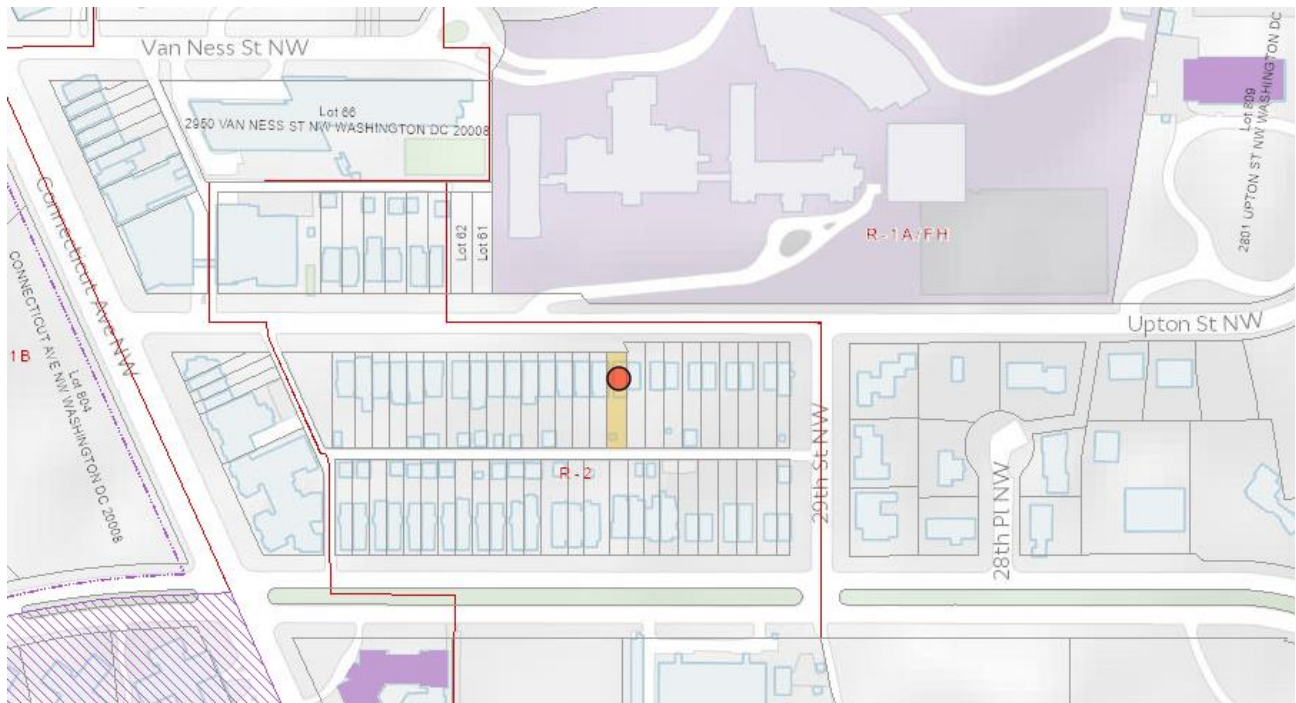 Van Ness St NW
Lot 66
2950 VAN NESS ST NW WASHINGTON DC 20008
Lot 809
2801 UPTON ST NW WASHINGTON DC
Connecticut Ave NW
Lot 62
Lot 61
R-1A/FH
Upton St NW
1B
Lot 804
CONNECTICUT AVE NW WASHINGTON DC 20008
R-2
29th St NW
28th Pl NW